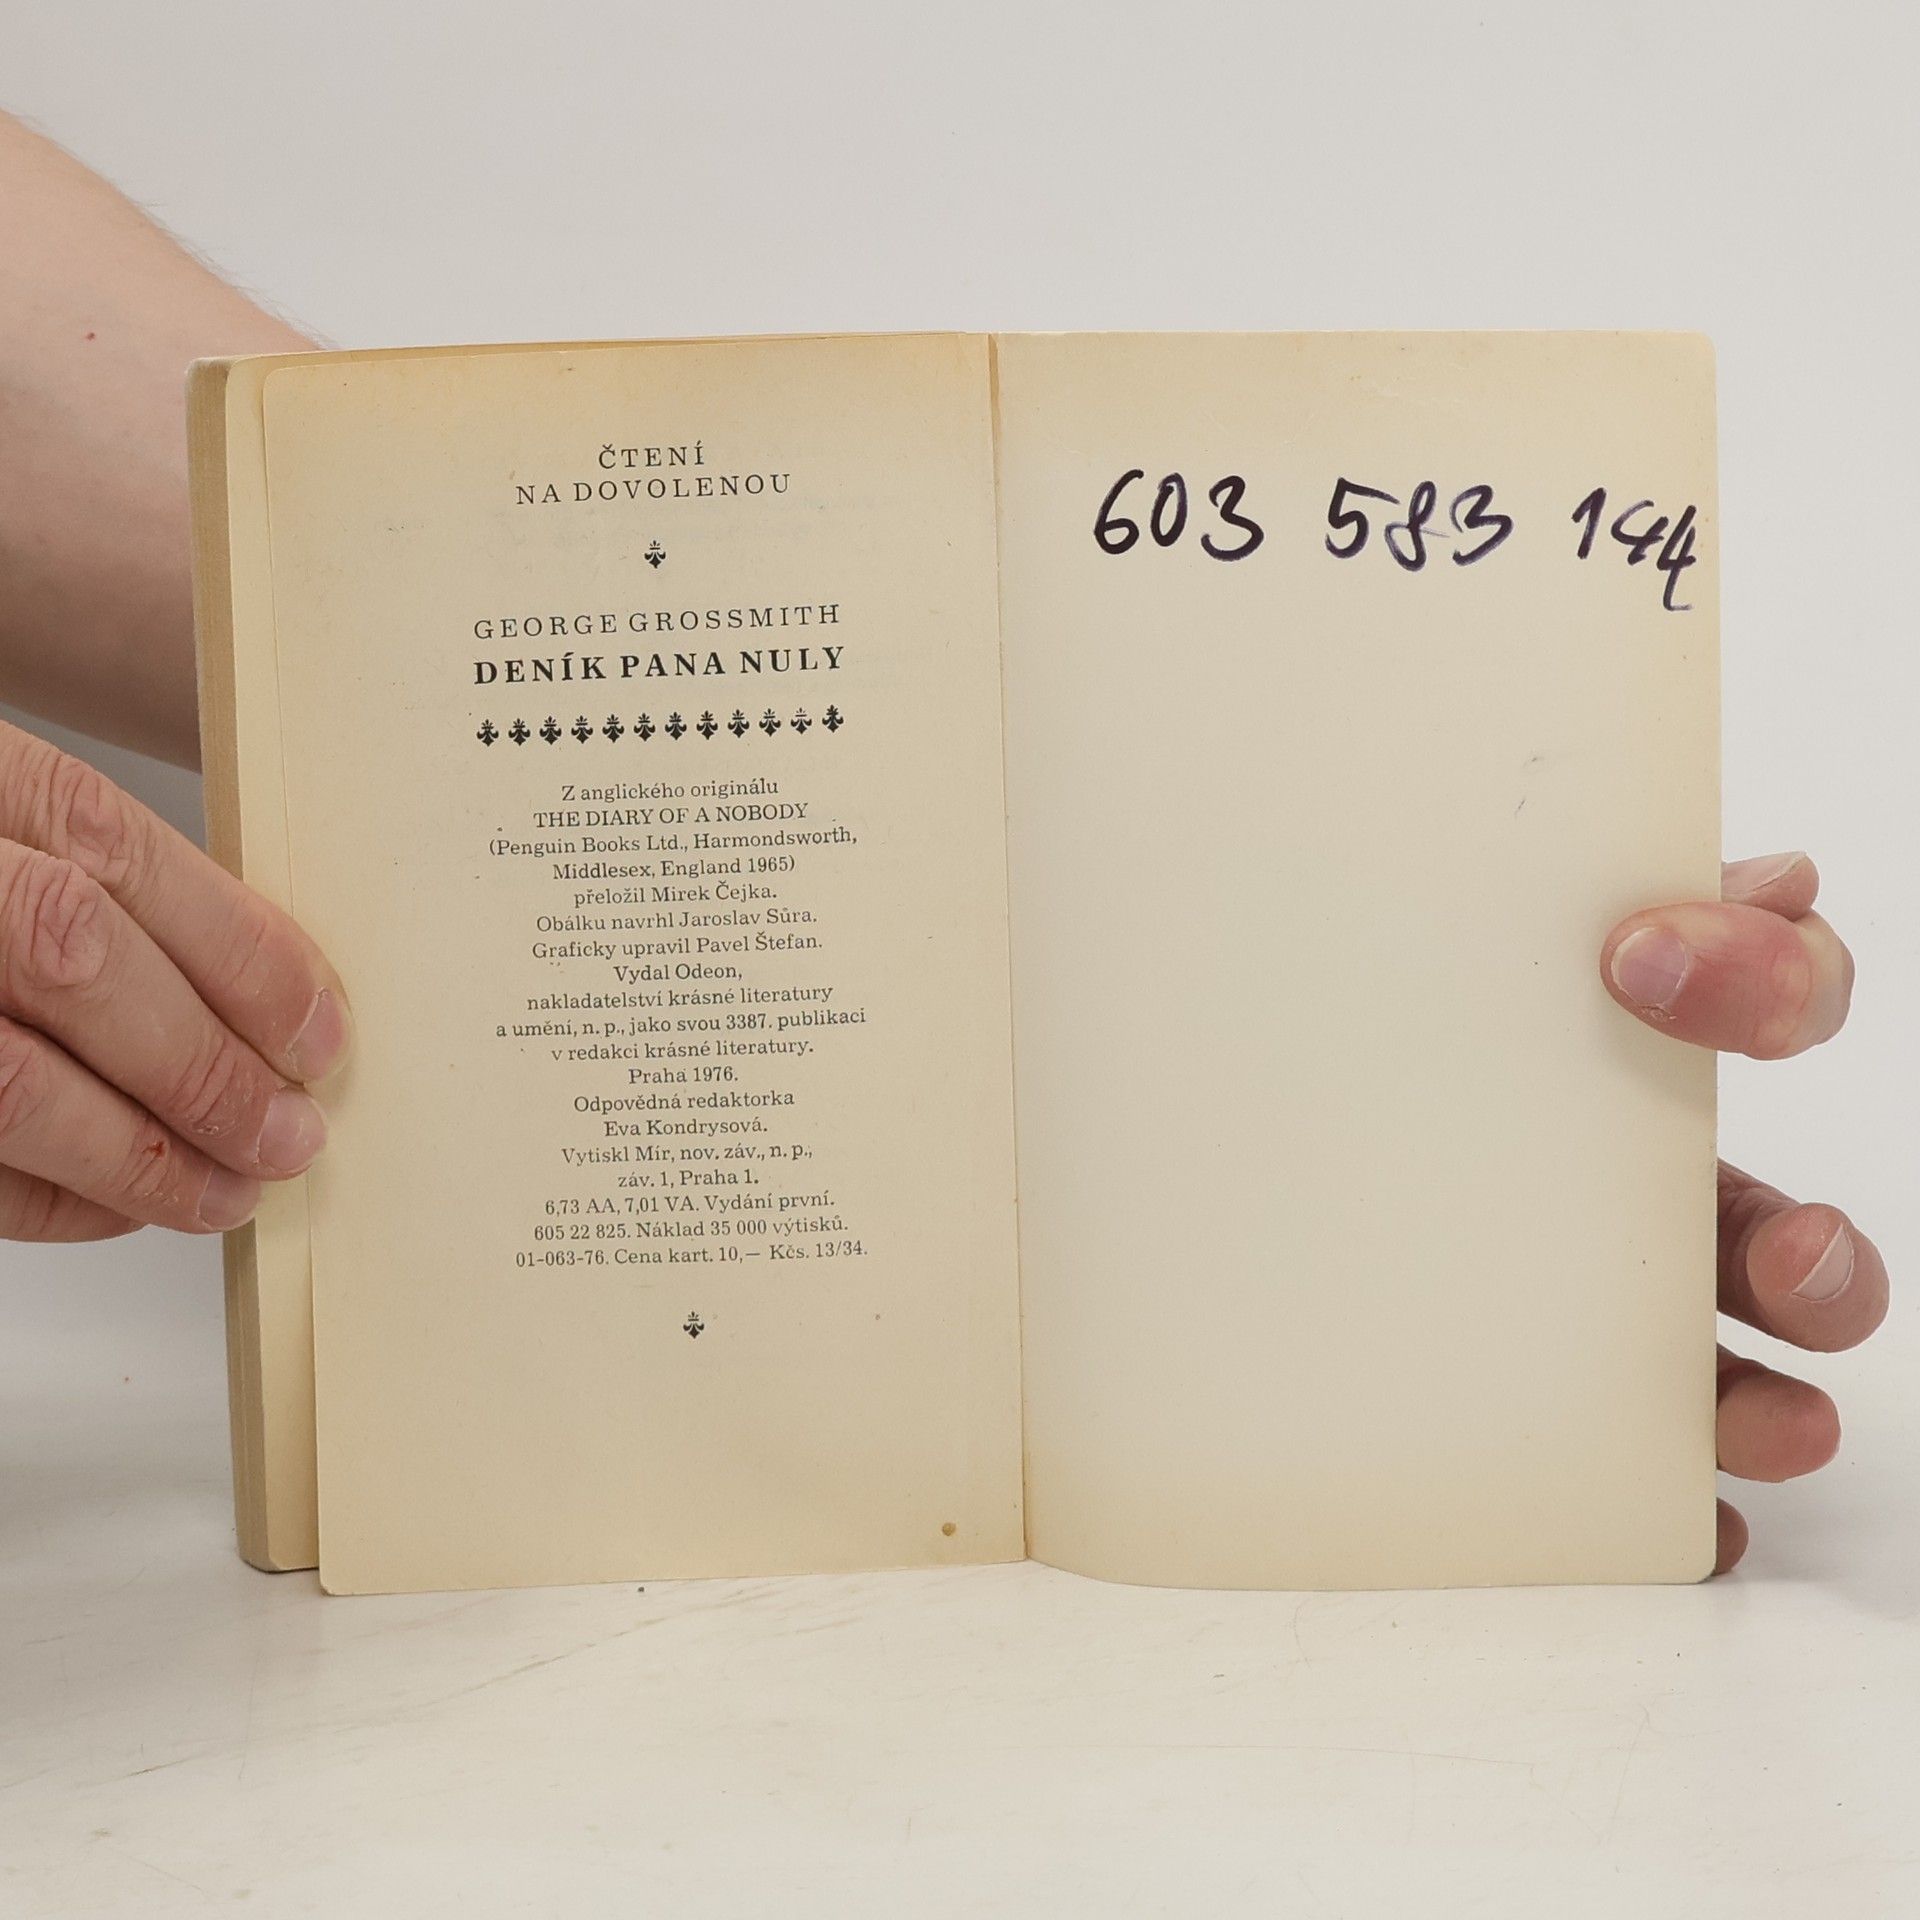 ČTENÍ
NA DOVOLENOU
GEORGE GROSSMITH
DENÍK PANA NULY
Z anglického originálu
THE DIARY OF A NOBODY
(Penguin Books Ltd., Harmondsworth,
Middlesex, England 1965)
přeložil Mirek Čejka.
Obálku navrhl Jaroslav Sůra.
Graficky upravil Pavel Štefan.
Vydal Odeon,
nakladatelství krásné literatury
a umění, n. p., jako svou 3387. publikaci
v redakci krásné literatury.
Praha 1976.
Odpovědná redaktorka
Eva Kondrysová.
Vytiskl Mír, nov. záv., n. p.,
záv. 1, Praha 1.
6,73 AA, 7,01 VA. Vydání první.
605 22 825. Náklad 35 000 výtisků.
01-063-76. Cena kart. 10,— Kčs. 13/34.
603 583 144